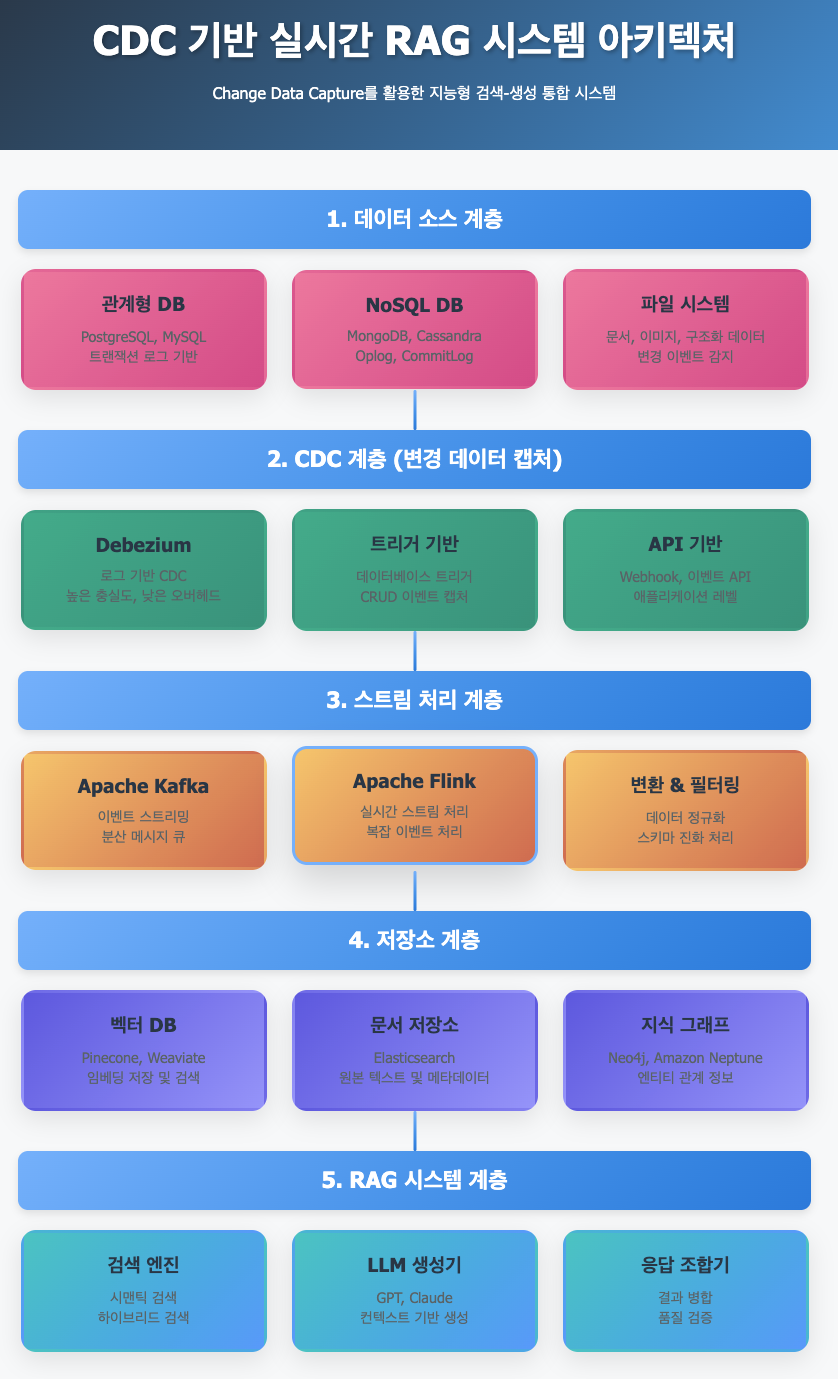 CDC 기반 실시간 RAG 시스템 아키텍처
Change Data Capture를 활용한 지능형 검색-생성 통합 시스템
1. 데이터 소스 계층
관계형 DB
PostgreSQL, MySQL
트랜잭션 로그 기반
NoSQL DB
MongoDB, Cassandra
Oplog, CommitLog
파일 시스템
문서, 이미지, 구조화 데이터
변경 이벤트 감지
2. CDC 계층 (변경 데이터 캡처)
Debezium
로그 기반 CDC
높은 충실도, 낮은 오버헤드
트리거 기반
데이터베이스 트리거
CRUD 이벤트 캡처
API 기반
Webhook, 이벤트 API
애플리케이션 레벨
3. 스트림 처리 계층
Apache Kafka
이벤트 스트리밍
분산 메시지 큐
Apache Flink
실시간 스트림 처리
복잡 이벤트 처리
변환 & 필터링
데이터 정규화
스키마 진화 처리
4. 저장소 계층
벡터 DB
Pinecone, Weaviate
임베딩 저장 및 검색
문서 저장소
Elasticsearch
원본 텍스트 및 메타데이터
지식 그래프
Neo4j, Amazon Neptune
엔티티 관계 정보
5. RAG 시스템 계층
검색 엔진
시맨틱 검색
하이브리드 검색
LLM 생성기
GPT, Claude
컨텍스트 기반 생성
응답 조합기
결과 병합
품질 검증